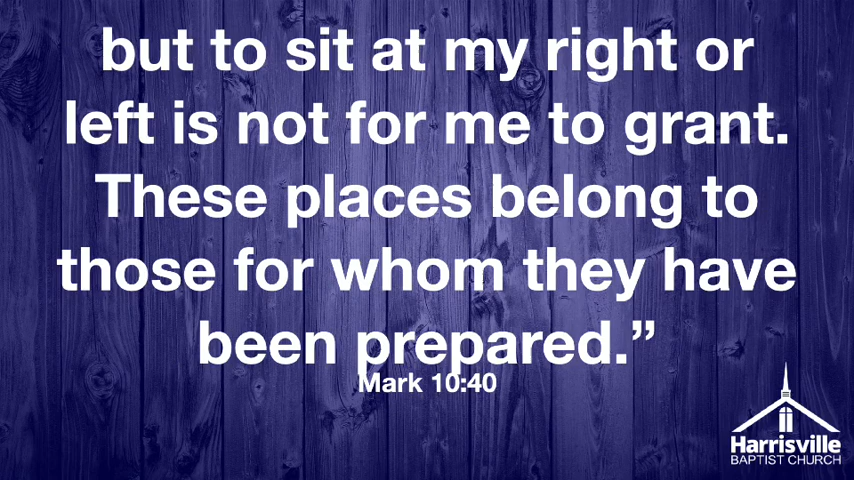 but to sit at my right or
left is not for me to grant.
These places belong to
those for whom they have
been prepared.”
Mark 10:40
Harrisville
BAPTIST CHURCH